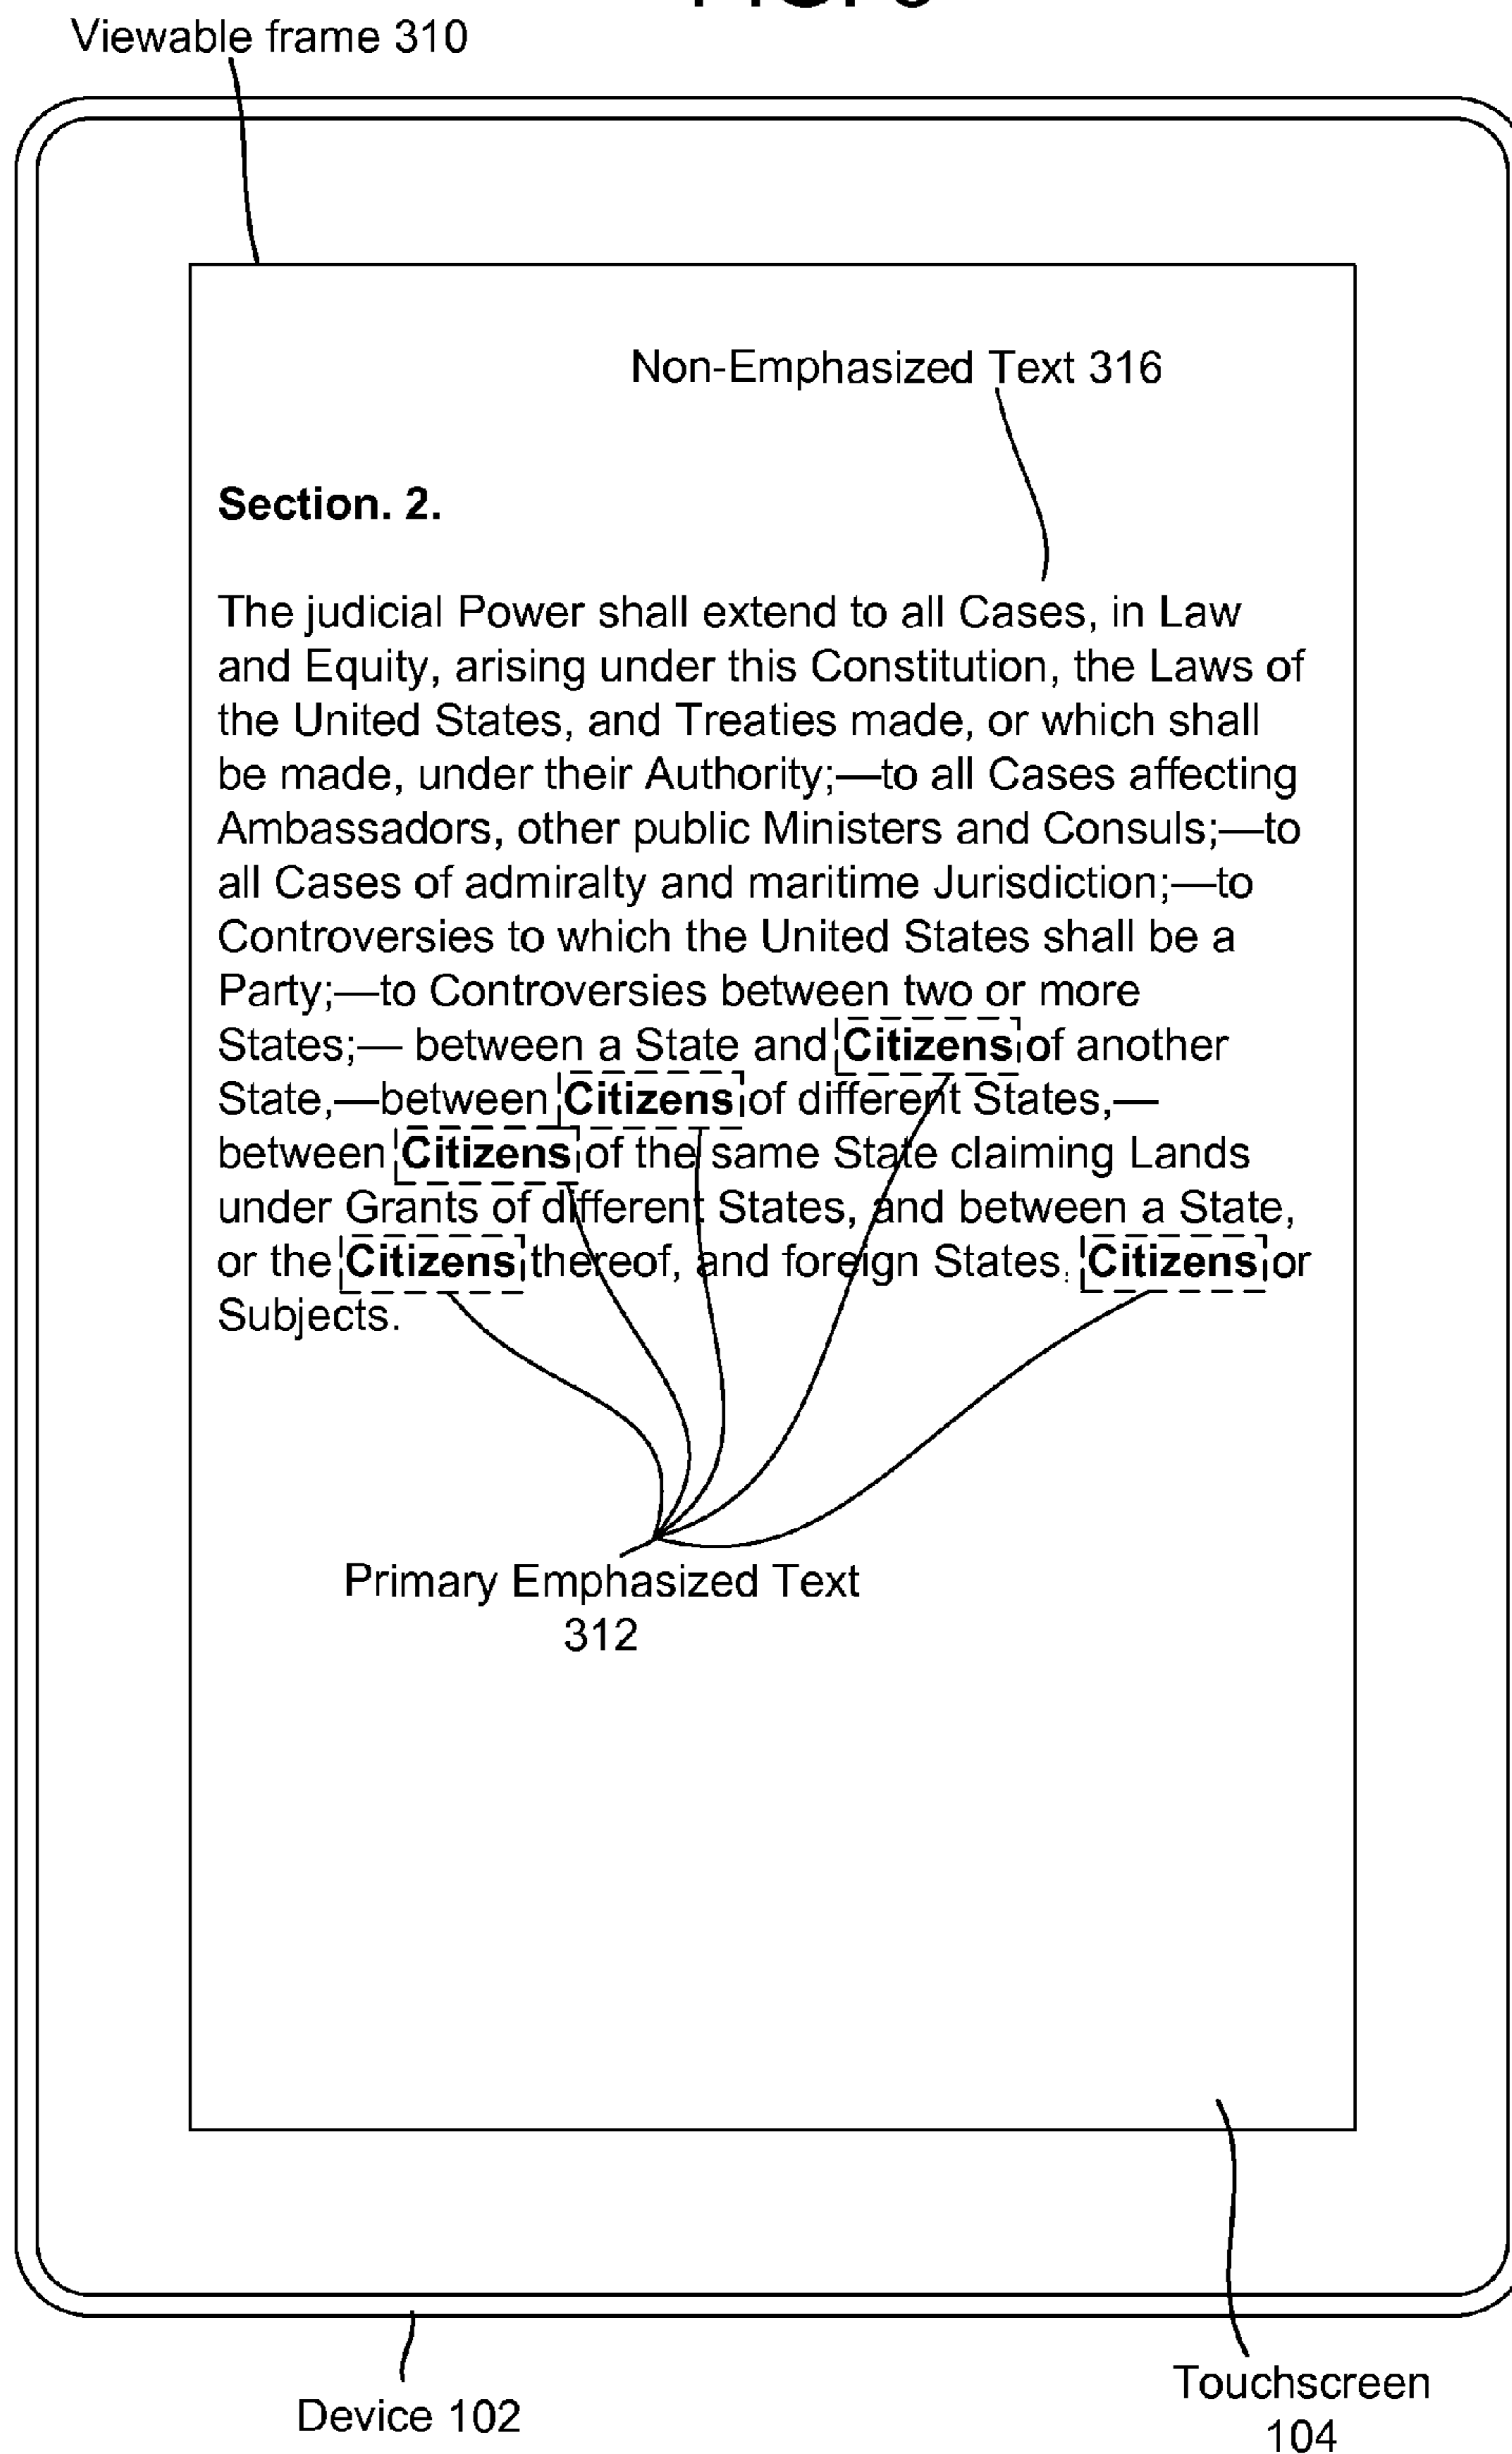 Viewable frame 310
Non-Emphasized Text 316
Section. 2.
The judicial Power shall extend to all Cases, in Law
and Equity, arising under this Constitution, the Laws of
the United States, and Treaties made, or which shall
be made, under their Authority;—to all Cases affecting
Ambassadors, other public Ministers and Consuls;—to
all Cases of admiralty and maritime Jurisdiction;—to
Controversies to which the United States shall be a
Party;—to Controversies between two or more
States;— between a State and Citizens of another
State,—between Citizens of different States,—
between Citizens of the same State claiming Lands
under Grants of different States, and between a State,
or the Citizens thereof, and foreign States, Citizens or
Subjects.
Primary Emphasized Text
312
Device 102
Touchscreen
104